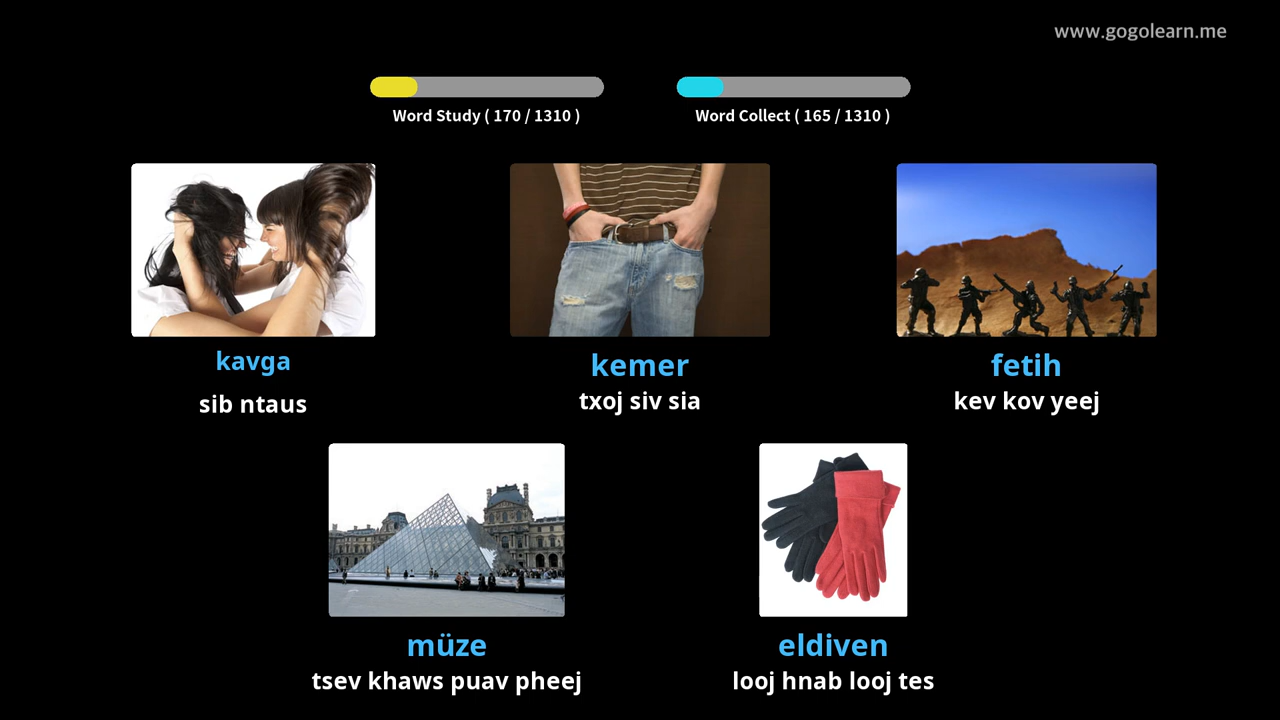 www.gogolearn.me
Word Study ( 170 / 1310 )
Word Collect ( 165 / 1310 )
kavga
sib ntaus
kemer
txoj siv sia
fetih
kev kov yeej
müze
tsev khaws puav pheej
eldiven
looj hnab looj tes